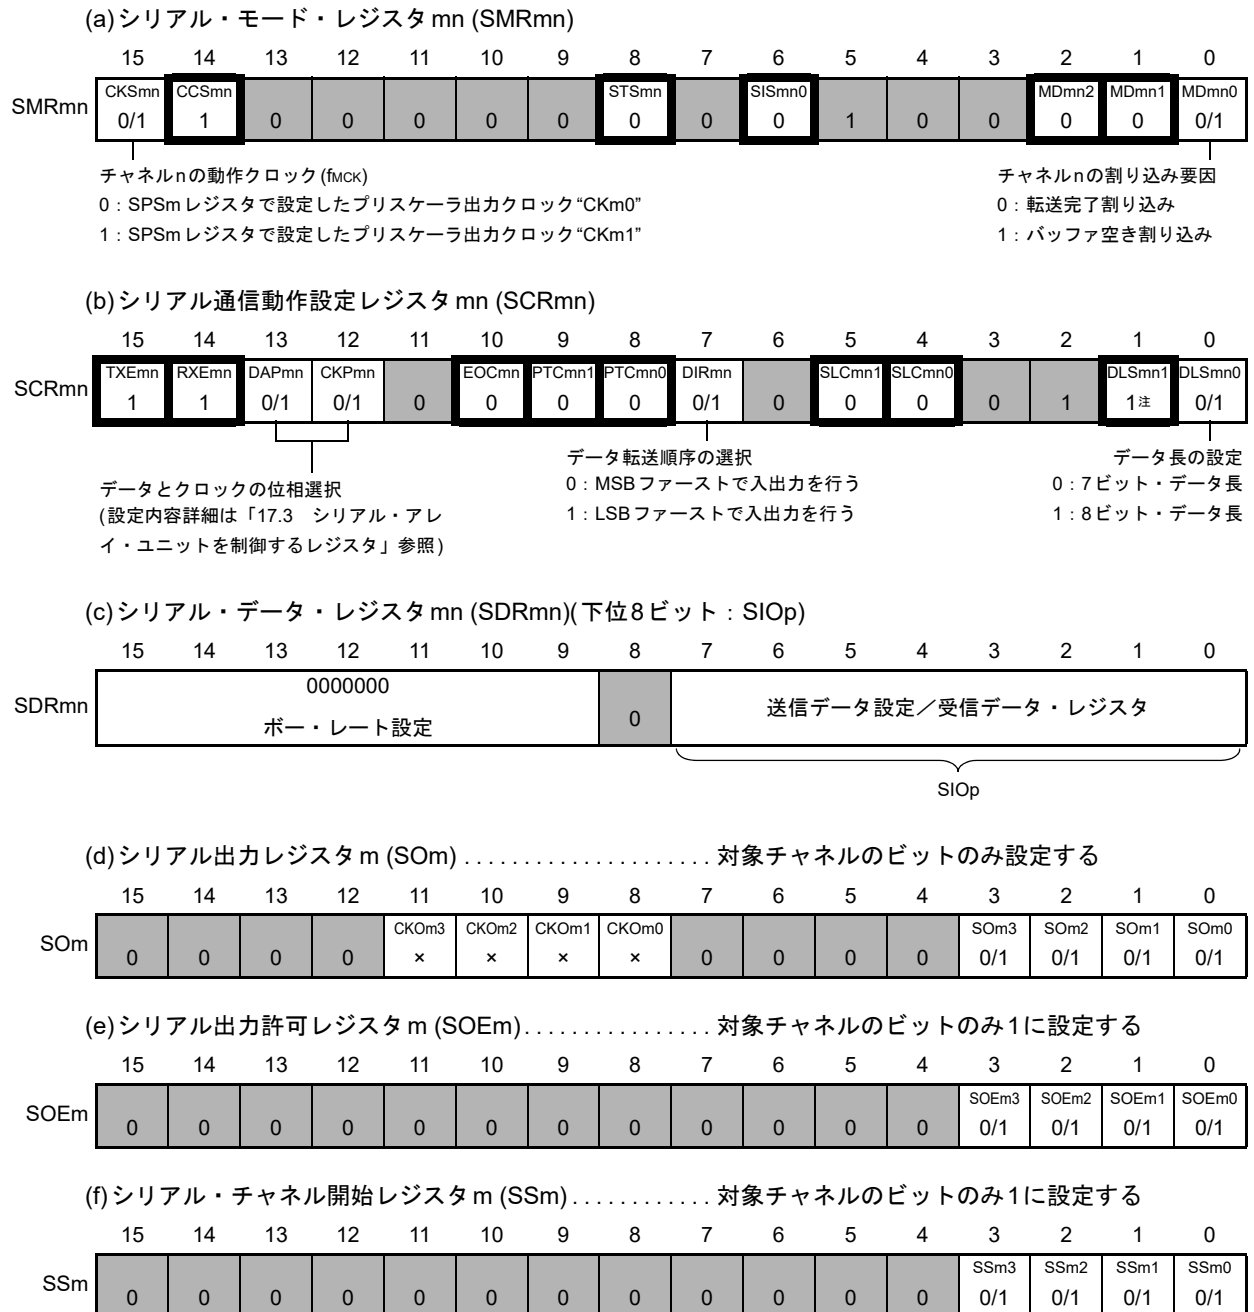 (a)シリアル・モード・レジスタmn (SMRmn)
15 14 13 12 11 10 9 8 7 6 5 4 3 2 1 0
CKSmn CCSmn STSmn SISmn0 MDmn2 MDmn1 MDmn0
SMRmn
0/1 1 0 0 0 0 0 0 0 0 1 0 0 0 0 0/1
チャネルnの動作クロック(fMCK)
0：SPSmレジスタで設定したプリスケーラ出力クロック“CKm0”
1：SPSmレジスタで設定したプリスケーラ出力クロック“CKm1”
チャネルnの割り込み要因
0：転送完了割り込み
1：バッファ空き割り込み
(b)シリアル通信動作設定レジスタmn (SCRmn)
15 14 13 12 11 10 9 8 7 6 5 4 3 2 1 0
TXEmn RXEmn DAPmn CKPmn EOCmn PTCmn1 PTCmn0 DIRmn SLCmn1 SLCmn0 DLSmn1 DLSmn0
SCRmn
1 1 0/1 0/1 0 0 0 0 0/1 0 0 0 0 1 1注 0/1
データとクロックの位相選択
(設定内容詳細は「17.3　シリアル・アレ
イ・ユニットを制御するレジスタ」参照)
データ転送順序の選択
0：MSBファーストで入出力を行う
1：LSBファーストで入出力を行う
データ長の設定
0：7ビット・データ長
1：8ビット・データ長
(c)シリアル・データ・レジスタmn (SDRmn)(下位8ビット：SIOp)
15 14 13 12 11 10 9 8 7 6 5 4 3 2 1 0
SDRmn
0000000
ボー・レート設定
0
送信データ設定／受信データ・レジスタ
SIOp
(d)シリアル出力レジスタm (SOm) . . . . . . . . . . . . . . . . . . . . . 対象チャネルのビットのみ設定する
15 14 13 12 11 10 9 8 7 6 5 4 3 2 1 0
CKOm3 CKOm2 CKOm1 CKOm0 SOm3 SOm2 SOm1 SOm0
SOm
0 0 0 0 × × × × 0 0 0 0 0/1 0/1 0/1 0/1
(e)シリアル出力許可レジスタm (SOEm). . . . . . . . . . . . . . . . 対象チャネルのビットのみ1に設定する
15 14 13 12 11 10 9 8 7 6 5 4 3 2 1 0
SOEm3 SOEm2 SOEm1 SOEm0
SOEm
0 0 0 0 0 0 0 0 0 0 0 0 0/1 0/1 0/1 0/1
(f)シリアル・チャネル開始レジスタm (SSm) . . . . . . . . . . . . 対象チャネルのビットのみ1に設定する
15 14 13 12 11 10 9 8 7 6 5 4 3 2 1 0
SSm3 SSm2 SSm1 SSm0
SSm
0 0 0 0 0 0 0 0 0 0 0 0 0/1 0/1 0/1 0/1